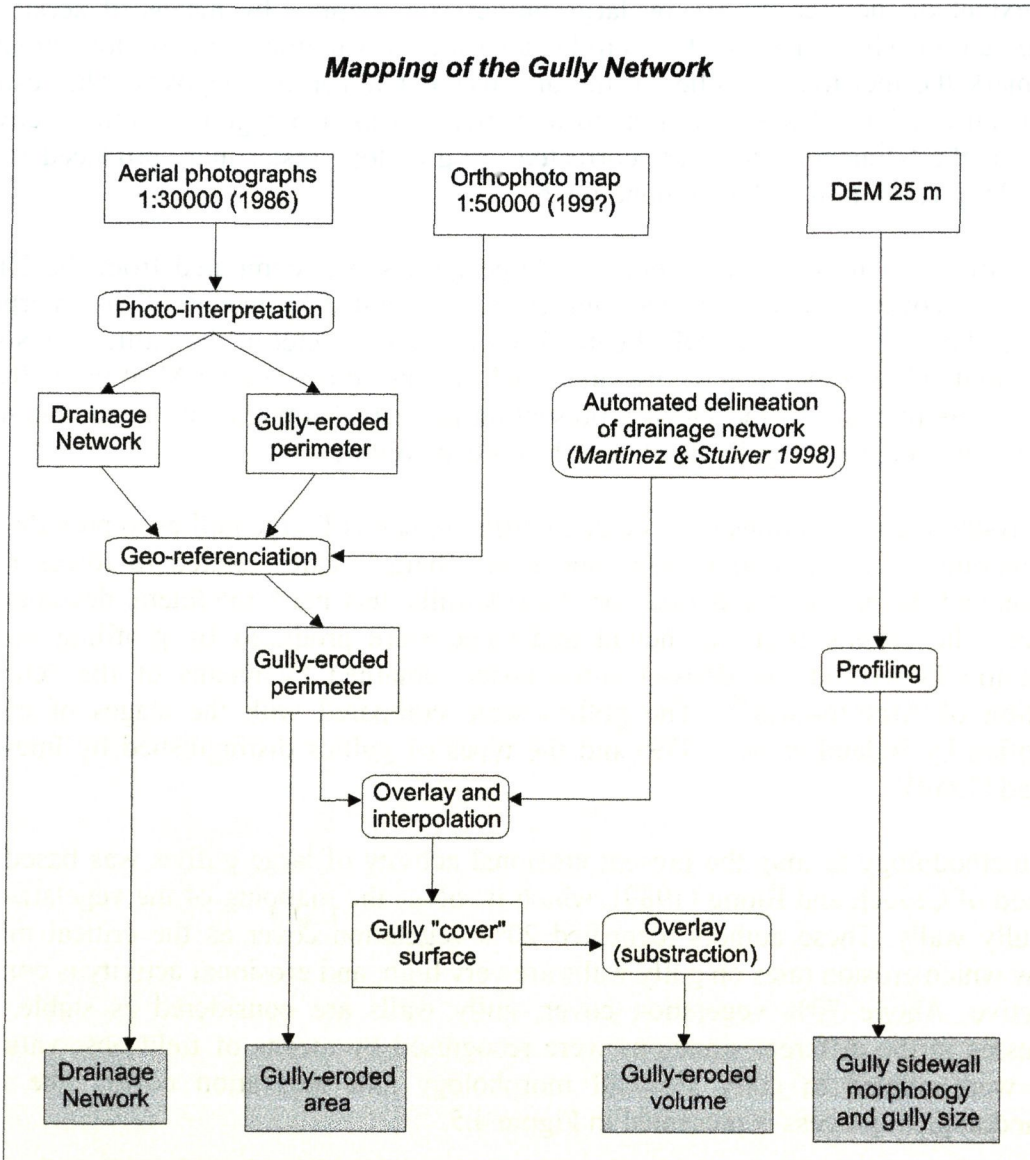 Mapping of the Gully Network
Aerial photographs
1:30000 (1986)
Orthophoto map
1:50000 (199?)
DEM 25 m
Photo-interpretation
Drainage
Network
Gully-eroded
perimeter
Automated delineation
of drainage network
(Martínez & Stuiver 1998)
Geo-referenciation
Gully-eroded
perimeter
Profiling
Overlay and
interpolation
Gully "cover"
surface
Overlay
(substraction)
Drainage
Network
Gully-eroded
area
Gully-eroded
volume
Gully sidewall
morphology
and gully size